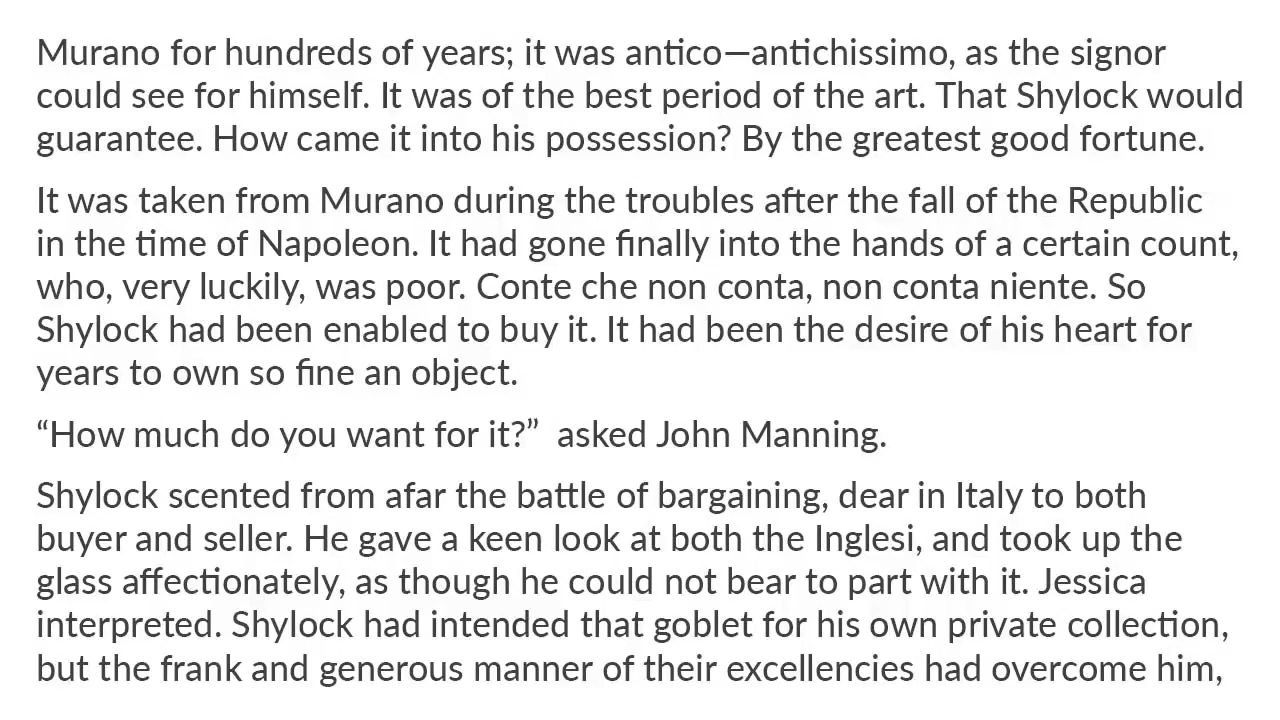 Murano for hundreds of years; it was antico—antichissimo, as the signor
could see for himself. It was of the best period of the art. That Shylock would
guarantee. How came it into his possession? By the greatest good fortune.
It was taken from Murano during the troubles after the fall of the Republic
in the time of Napoleon. It had gone finally into the hands of a certain count,
who, very luckily, was poor. Conte che non conta, non conta niente. So
Shylock had been enabled to buy it. It had been the desire of his heart for
years to own so fine an object.
“How much do you want for it?”  asked John Manning.
Shylock scented from afar the battle of bargaining, dear in Italy to both
buyer and seller. He gave a keen look at both the Inglesi, and took up the
glass affectionately, as though he could not bear to part with it. Jessica
interpreted. Shylock had intended that goblet for his own private collection,
but the frank and generous manner of their excellencies had overcome him,